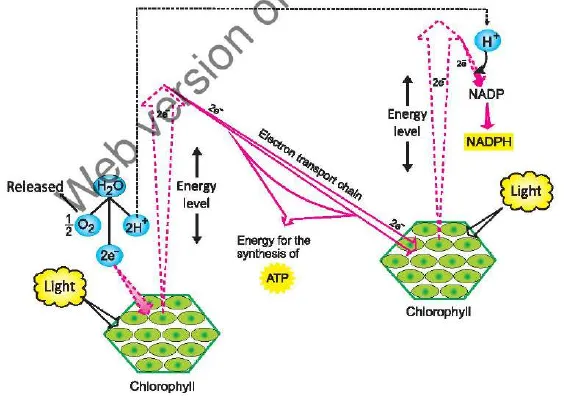 Web version of
H+
2e-
2e-
2e-
NADP
Energy
level
NADPH
2e-
2e-
Electron transport chain
2e-
Energy
level
Released
H2O
1/2 O2
2H+
2e-
Light
Energy for the
synthesis of
ATP
Light
Chlorophyll
Chlorophyll